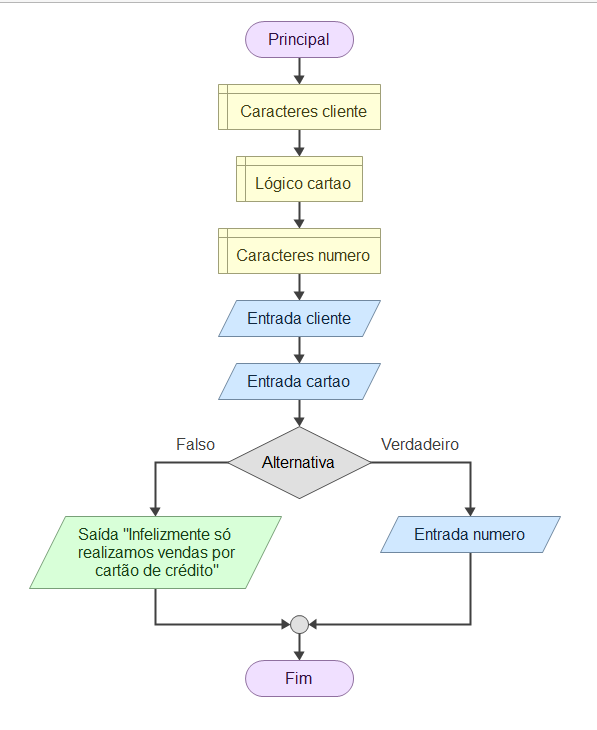 Principal
Caracteres cliente
Lógico cartao
Caracteres numero
Entrada cliente
Entrada cartao
Falso
Verdadeiro
Alternativa
Saída "Infelizmente só
realizamos vendas por
cartão de crédito"
Entrada numero
Fim